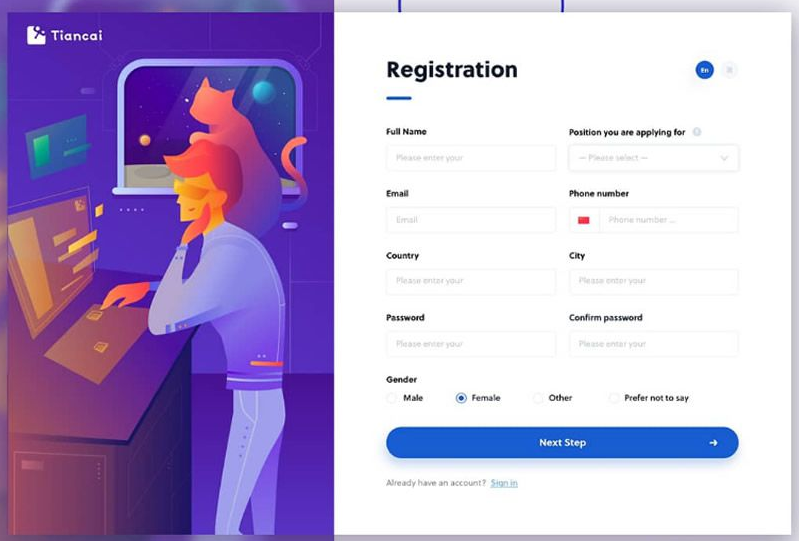 Tiancai
Registration
En
Full Name
Position you are applying for
Please enter your
— Please select —
Email
Phone number
Email
Phone number ...
Country
City
Please enter your
Please enter your
Password
Confirm password
Please enter your
Please enter your
Gender
Male
Female
Other
Prefer not to say
Next Step
Already have an account? Sign in